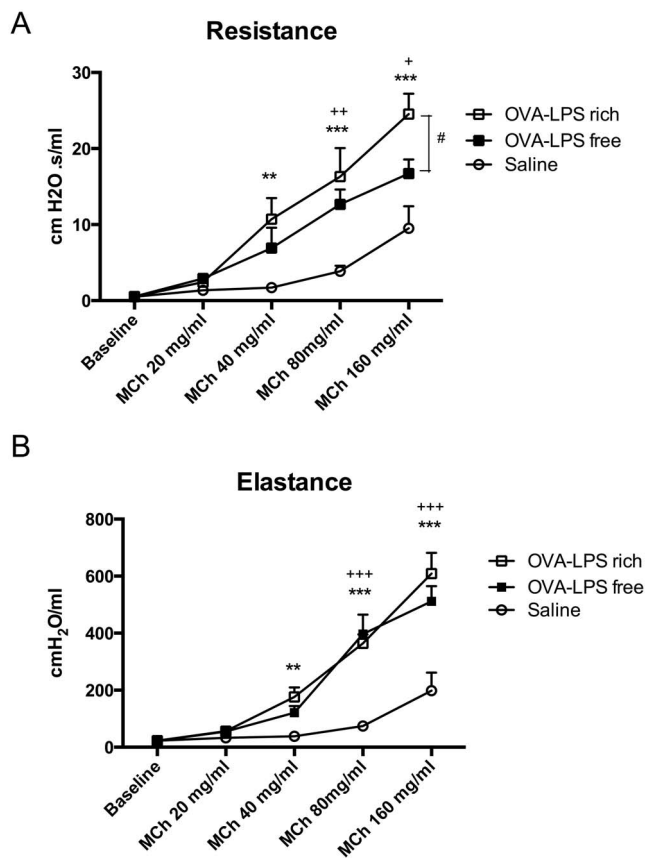 A
Resistance
cm H2O .s/ml
30
20
10
0
+
***
++
***
**
#
OVA-LPS rich
OVA-LPS free
Saline
Baseline
MCh 20 mg/ml
MCh 40 mg/ml
MCh 80mg/ml
MCh 160 mg/ml
B
Elastance
cmH₂O/ml
800
600
400
200
0
+++
***
+++
***
**
OVA-LPS rich
OVA-LPS free
Saline
Baseline
MCh 20 mg/ml
MCh 40 mg/ml
MCh 80mg/ml
MCh 160 mg/ml